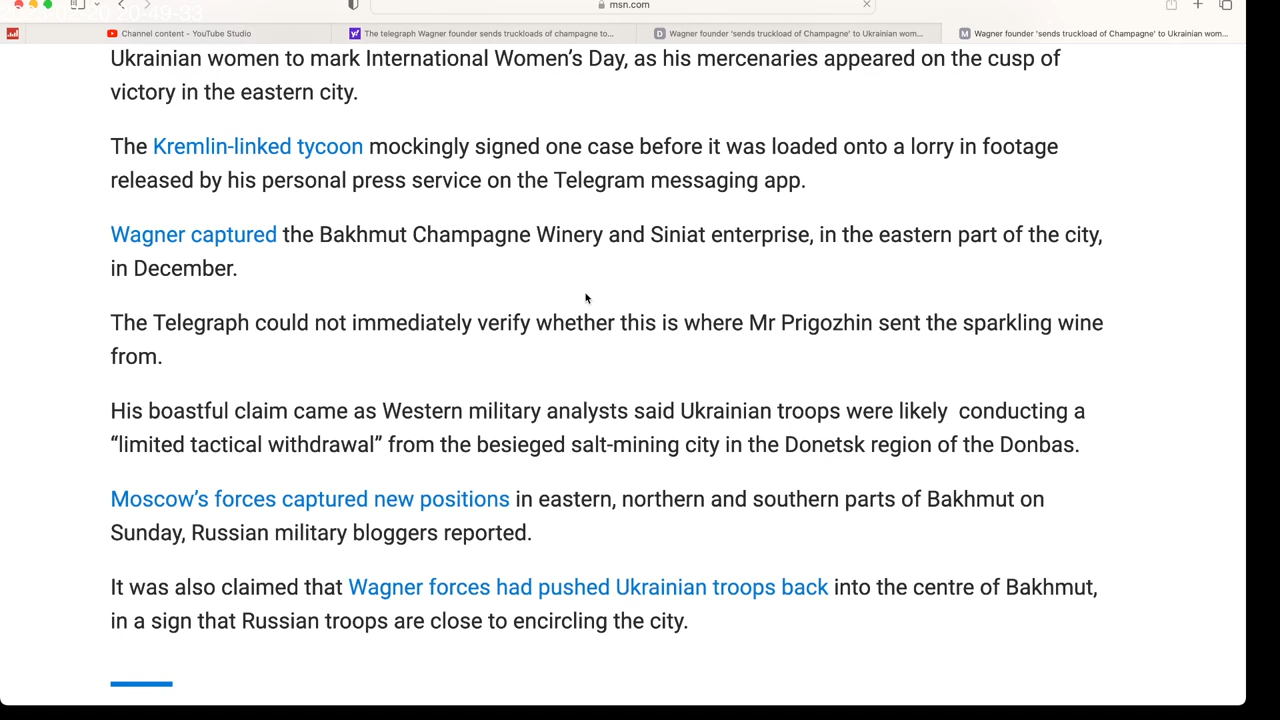 20-49-33
msn.com
Channel content - YouTube Studio
The telegraph Wagner founder sends truckloads of champagne to...
D Wagner founder 'sends truckload of Champagne' to Ukrainian wom...
M Wagner founder 'sends truckload of Champagne' to Ukrainian wom...
Ukrainian women to mark International Women’s Day, as his mercenaries appeared on the cusp of
victory in the eastern city.
The Kremlin-linked tycoon mockingly signed one case before it was loaded onto a lorry in footage
released by his personal press service on the Telegram messaging app.
Wagner captured the Bakhmut Champagne Winery and Siniat enterprise, in the eastern part of the city,
in December.
The Telegraph could not immediately verify whether this is where Mr Prigozhin sent the sparkling wine
from.
His boastful claim came as Western military analysts said Ukrainian troops were likely  conducting a
“limited tactical withdrawal” from the besieged salt-mining city in the Donetsk region of the Donbas.
Moscow’s forces captured new positions in eastern, northern and southern parts of Bakhmut on
Sunday, Russian military bloggers reported.
It was also claimed that Wagner forces had pushed Ukrainian troops back into the centre of Bakhmut,
in a sign that Russian troops are close to encircling the city.